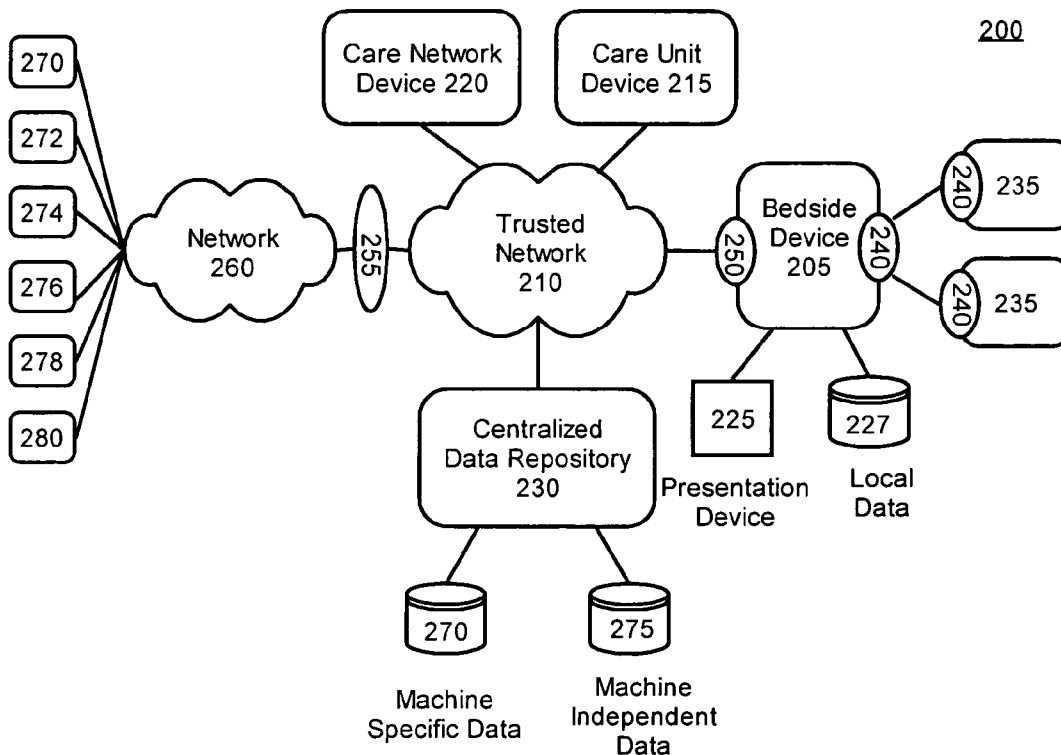 200
Care Network
Device 220
Care Unit
Device 215
270
272
274
276
278
280
Network
260
255
Trusted
Network
210
250
Bedside
Device
205
240
240
235
240
235
Centralized
Data Repository
230
225
Presentation
Device
227
Local
Data
270
Machine
Specific Data
275
Machine
Independent
Data